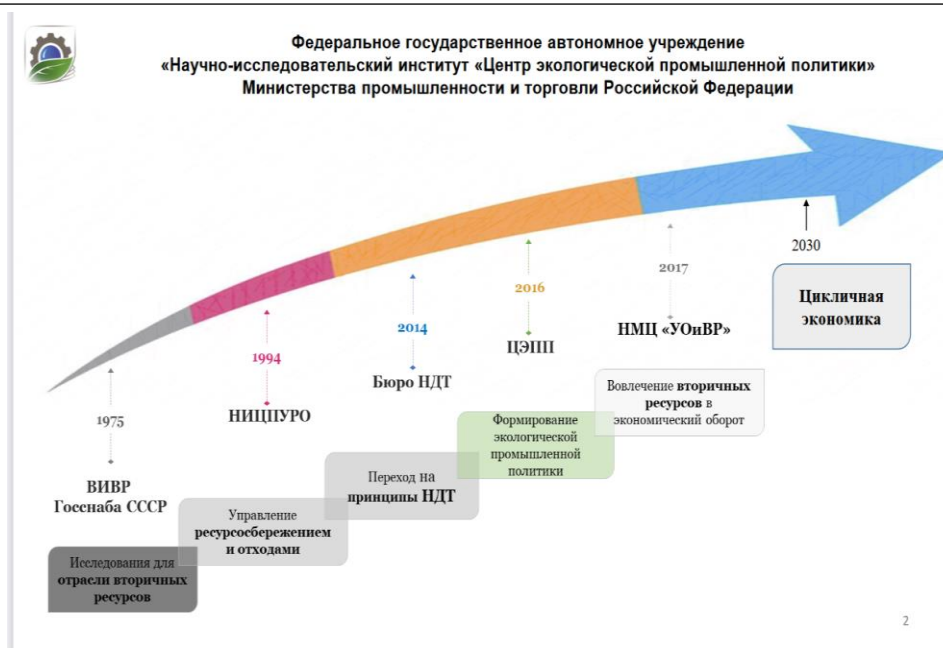 Федеральное государственное автономное учреждение
«Научно-исследовательский институт «Центр экологической промышленной политики»
Министерства промышленности и торговли Российской Федерации
1975
ВИВР
Госснаба СССР
Исследования для
отрасли вторичных
ресурсов
1994
НИЦПУРО
Управление
ресурсосбережением
и отходами
2014
Бюро НДТ
Переход на
принципы НДТ
2016
ЦЭПП
Формирование
экологической
промышленной
политики
2017
НМЦ «УОиВР»
Вовлечение вторичных
ресурсов в
экономический оборот
2030
Цикличная
экономика
2